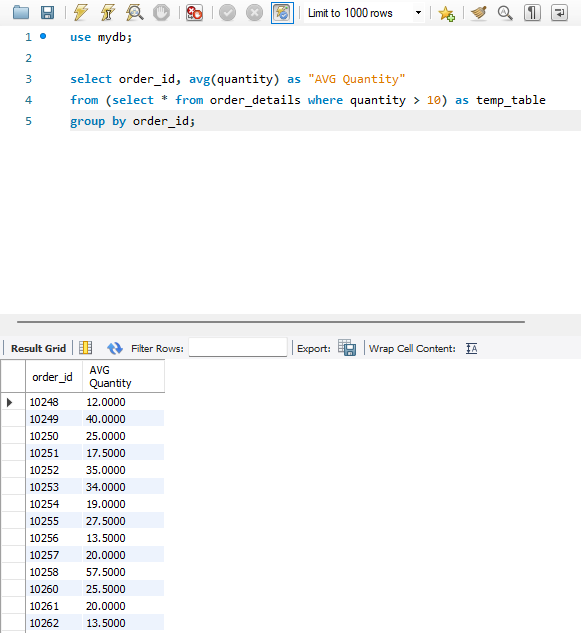 Limit to 1000 rows
1 use mydb;
2
3 select order_id, avg(quantity) as "AVG Quantity"
4 from (select * from order_details where quantity > 10) as temp_table
5 group by order_id;
Result Grid Filter Rows: Export: Wrap Cell Content:
order_id AVG
Quantity
10248 12.0000
10249 40.0000
10250 25.0000
10251 17.5000
10252 35.0000
10253 34.0000
10254 19.0000
10255 27.5000
10256 13.5000
10257 20.0000
10258 57.5000
10260 25.5000
10261 20.0000
10262 13.5000